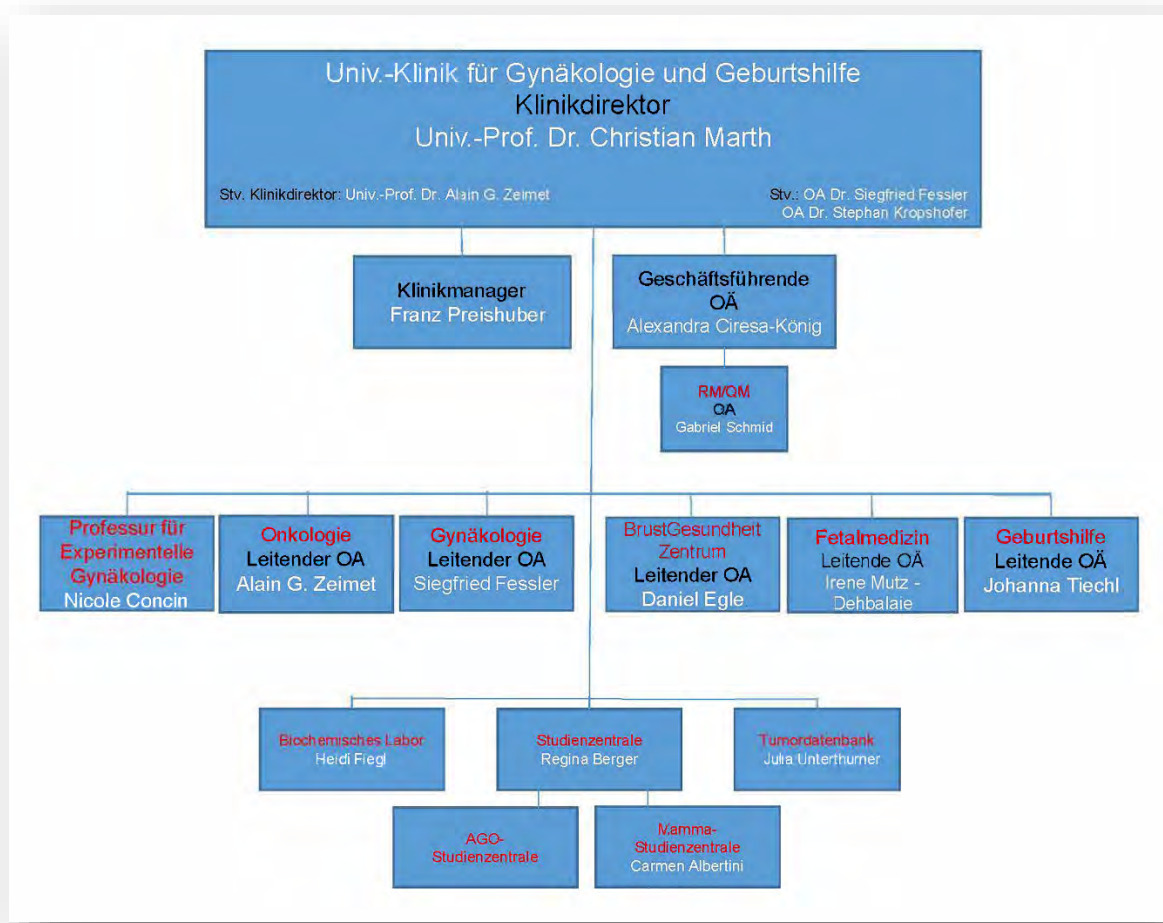 Univ.-Klinik für Gynäkologie und Geburtshilfe
Klinikdirektor
Univ.-Prof. Dr. Christian Marth
Stv. Klinikdirektor: Univ.-Prof. Dr. Alain G. Zeimet
Stv.: OA Dr. Siegfried Fessler
OA Dr. Stephan Kropshofer
Klinikmanager
Franz Preishuber
Geschäftsführende
OÄ
Alexandra Ciresa-König
RM/QM
OA
Gabriel Schmid
Professur für
Experimentelle
Gynäkologie
Nicole Concin
Onkologie
Leitender OA
Alain G. Zeimet
Gynäkologie
Leitender OA
Siegfried Fessler
BrustGesundheit
Zentrum
Leitender OA
Daniel Egle
Fetalmedizin
Leitende OÄ
Irene Mutz -
Dehbalaie
Geburtshilfe
Leitende OÄ
Johanna Tiechl
Biochemisches Labor
Heidi Fiegl
Studienzentrale
Regina Berger
Tumordatenbank
Julia Unterthurner
AGO-
Studienzentrale
Mamma-
Studienzentrale
Carmen Albertini